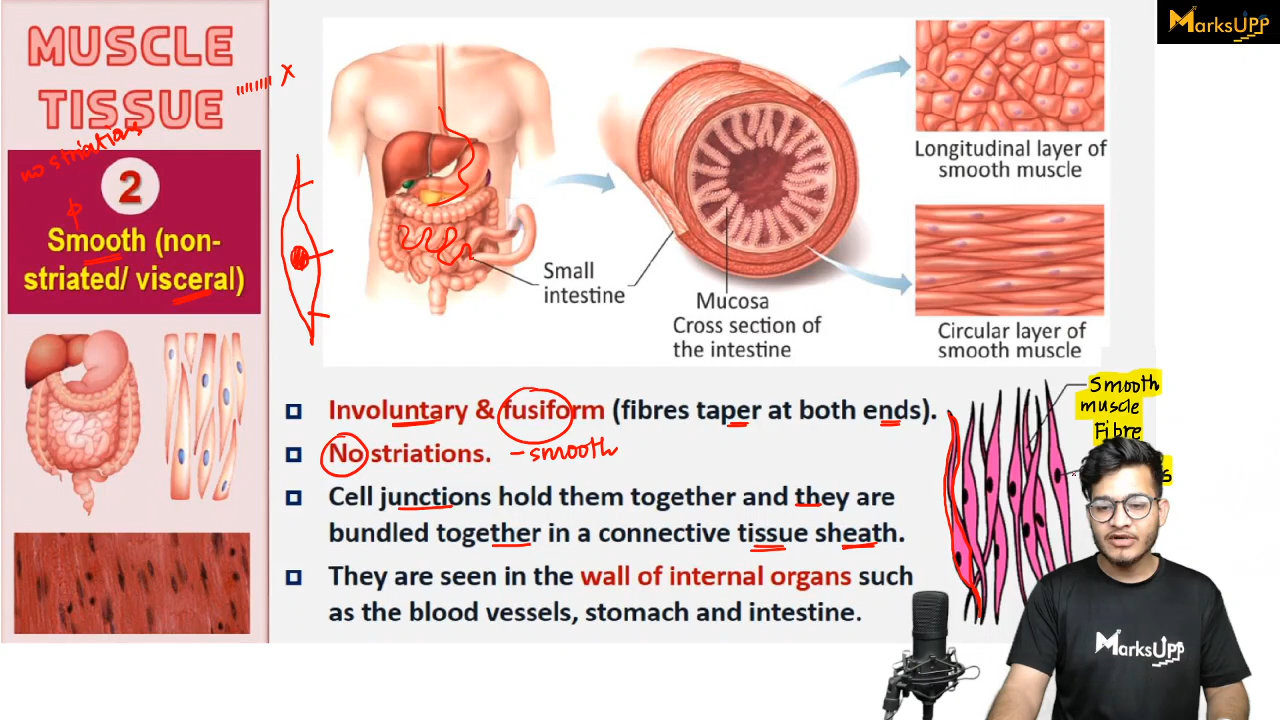 MARKSUPP
MUSCLE
TISSUE
x
no striations
2
Smooth (non-
striated/ visceral)
Small
intestine
Mucosa
Cross section of
the intestine
Longitudinal layer of
smooth muscle
Circular layer of
smooth muscle
Involuntary & fusiform (fibres taper at both ends).
No striations. - smooth
Cell junctions hold them together and they are
bundled together in a connective tissue sheath.
They are seen in the wall of internal organs such
as the blood vessels, stomach and intestine.
Smooth
muscle
Fibre
s
MARKSUPP